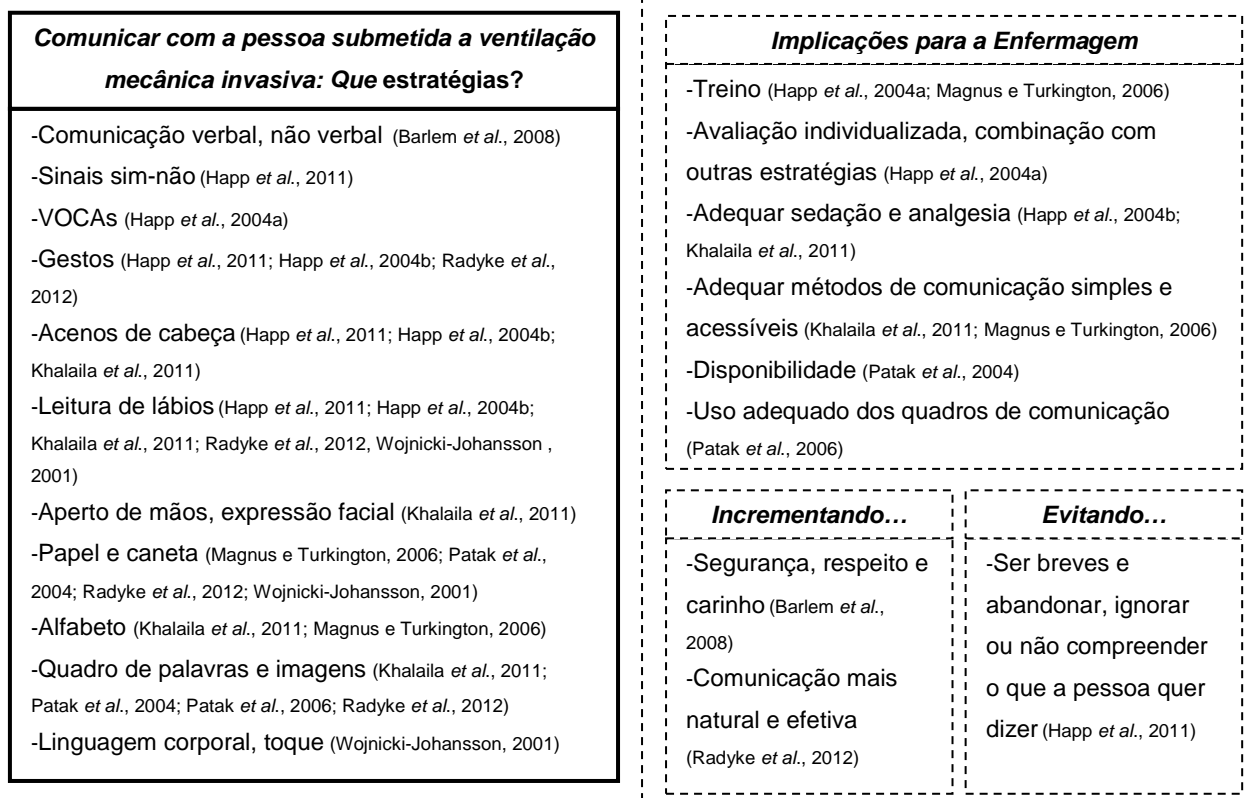 Comunicar com a pessoa submetida a ventilação
mecânica invasiva: Que estratégias?
-Comunicação verbal, não verbal (Barlem et al., 2008)
-Sinais sim-não (Happ et al., 2011)
-VOCAs (Happ et al., 2004a)
-Gestos (Happ et al., 2011; Happ et al., 2004b; Radyke et al.,
2012)
-Acenos de cabeça (Happ et al., 2011; Happ et al., 2004b;
Khalaila et al., 2011)
-Leitura de lábios (Happ et al., 2011; Happ et al., 2004b;
Khalaila et al., 2011; Radyke et al., 2012, Wojnicki-Johansson ,
2001)
-Aperto de mãos, expressão facial (Khalaila et al., 2011)
-Papel e caneta (Magnus e Turkington, 2006; Patak et al.,
2004; Radyke et al., 2012; Wojnicki-Johansson, 2001)
-Alfabeto (Khalaila et al., 2011; Magnus e Turkington, 2006)
-Quadro de palavras e imagens (Khalaila et al., 2011;
Patak et al., 2004; Patak et al., 2006; Radyke et al., 2012)
-Linguagem corporal, toque (Wojnicki-Johansson, 2001)
Implicações para a Enfermagem
-Treino (Happ et al., 2004a; Magnus e Turkington, 2006)
-Avaliação individualizada, combinação com
outras estratégias (Happ et al., 2004a)
-Adequar sedação e analgesia (Happ et al., 2004b;
Khalaila et al., 2011)
-Adequar métodos de comunicação simples e
acessíveis (Khalaila et al., 2011; Magnus e Turkington, 2006)
-Disponibilidade (Patak et al., 2004)
-Uso adequado dos quadros de comunicação
(Patak et al., 2006)
Incrementando…
-Segurança, respeito e
carinho (Barlem et al.,
2008)
-Comunicação mais
natural e efetiva
(Radyke et al., 2012)
Evitando…
-Ser breves e
abandonar, ignorar
ou não compreender
o que a pessoa quer
dizer (Happ et al., 2011)